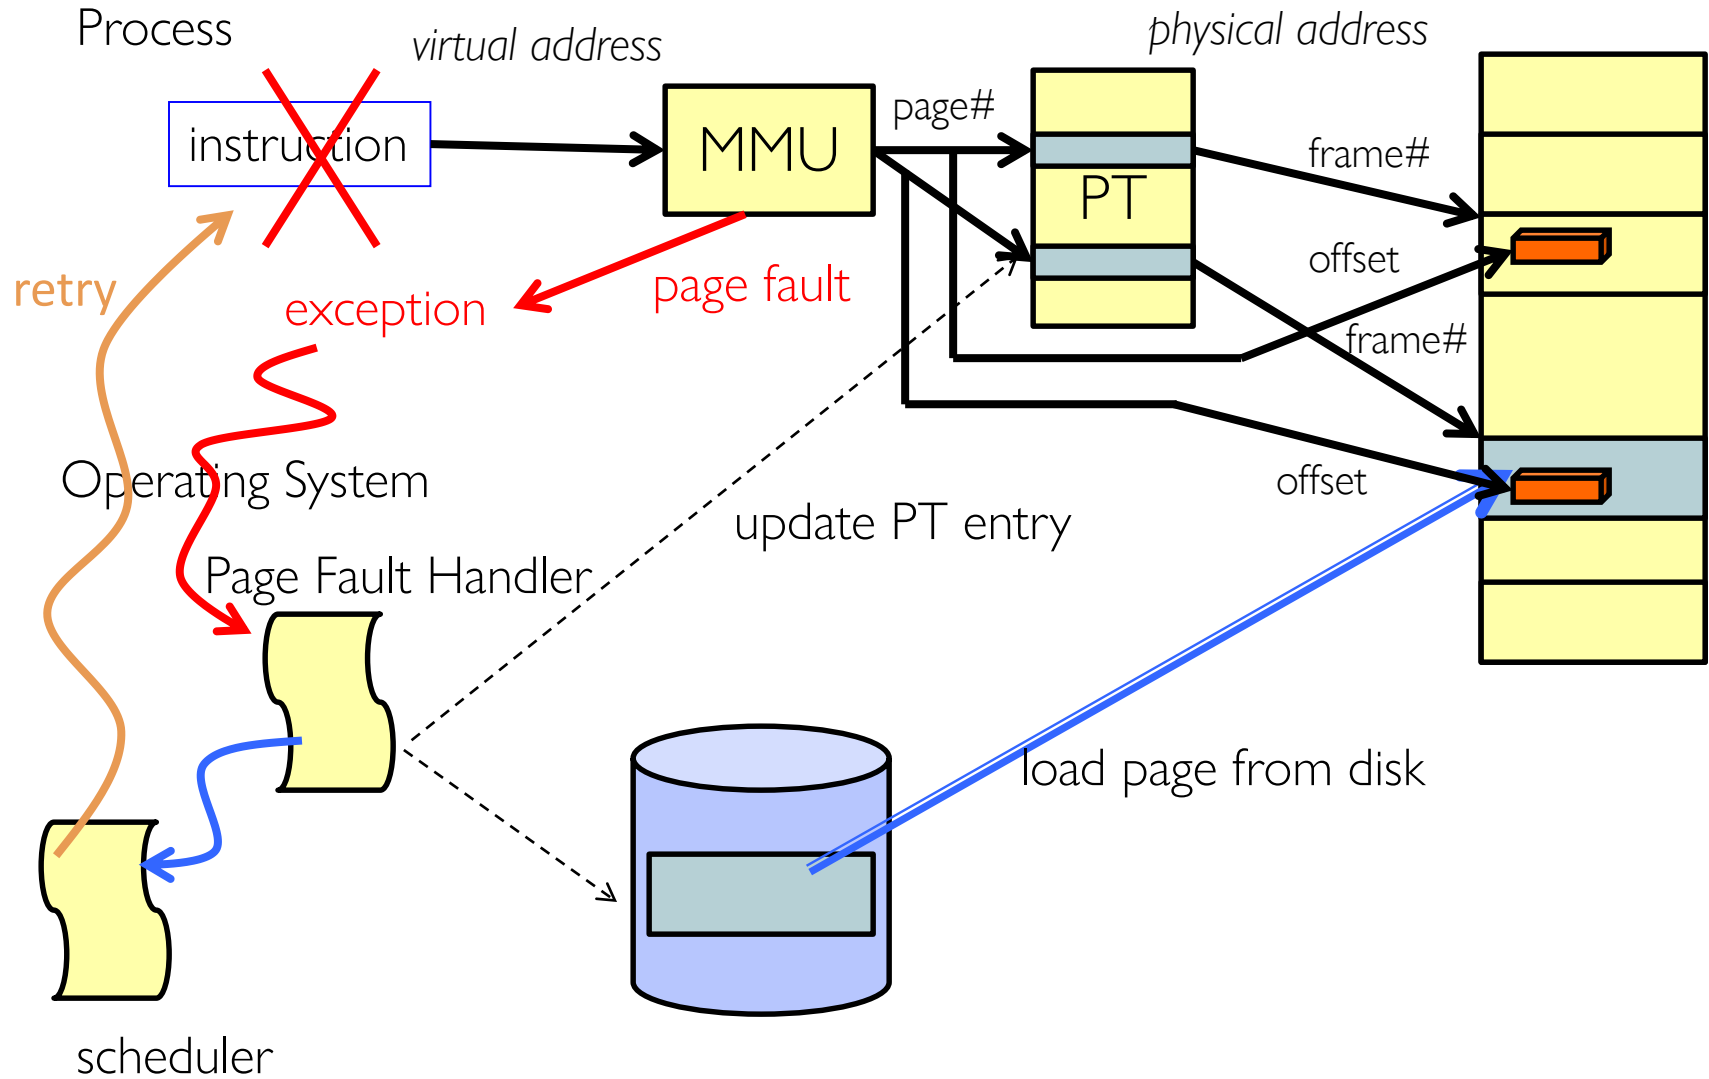 Process
virtual address
physical address
instruction
MMU
page#
PT
frame#
offset
retry
exception
page fault
frame#
Operating System
offset
update PT entry
Page Fault Handler
load page from disk
scheduler